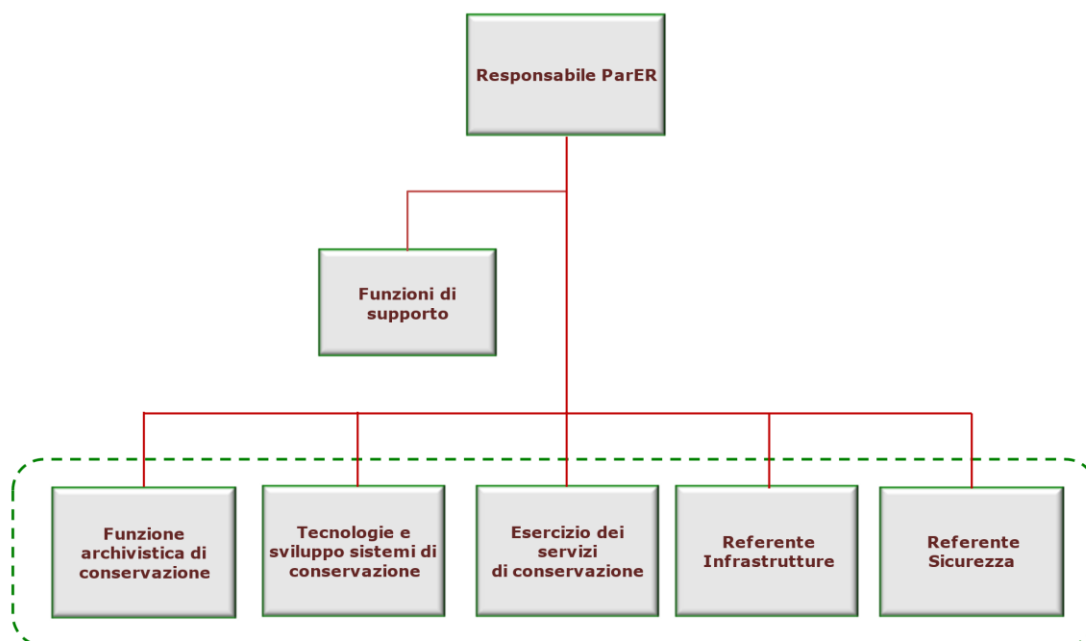 Responsabile ParER
Funzioni di
supporto
Funzione
archivistica di
conservazione
Tecnologie e
sviluppo sistemi di
conservazione
Esercizio dei
servizi
di conservazione
Referente
Infrastrutture
Referente
Sicurezza